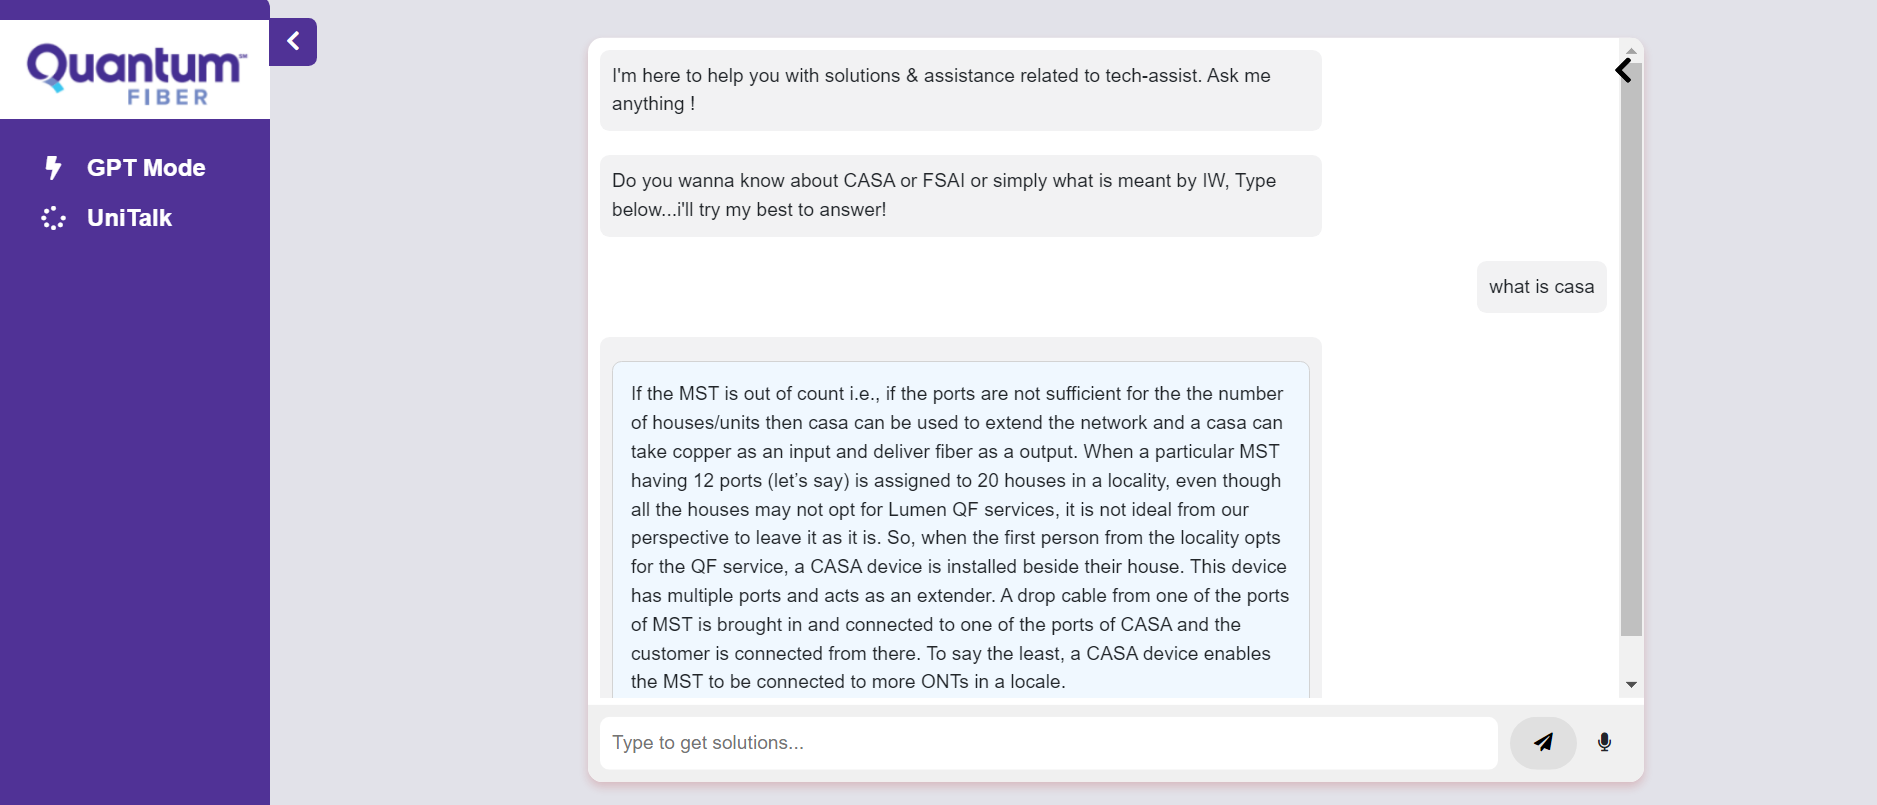 Quantum℠
FIBER
GPT Mode
UniTalk
I'm here to help you with solutions & assistance related to tech-assist. Ask me
anything !
Do you wanna know about CASA or FSAI or simply what is meant by IW, Type
below...i'll try my best to answer!
what is casa
If the MST is out of count i.e., if the ports are not sufficient for the the number
of houses/units then casa can be used to extend the network and a casa can
take copper as an input and deliver fiber as a output. When a particular MST
having 12 ports (let’s say) is assigned to 20 houses in a locality, even though
all the houses may not opt for Lumen QF services, it is not ideal from our
perspective to leave it as it is. So, when the first person from the locality opts
for the QF service, a CASA device is installed beside their house. This device
has multiple ports and acts as an extender. A drop cable from one of the ports
of MST is brought in and connected to one of the ports of CASA and the
customer is connected from there. To say the least, a CASA device enables
the MST to be connected to more ONTs in a locale.
Type to get solutions...